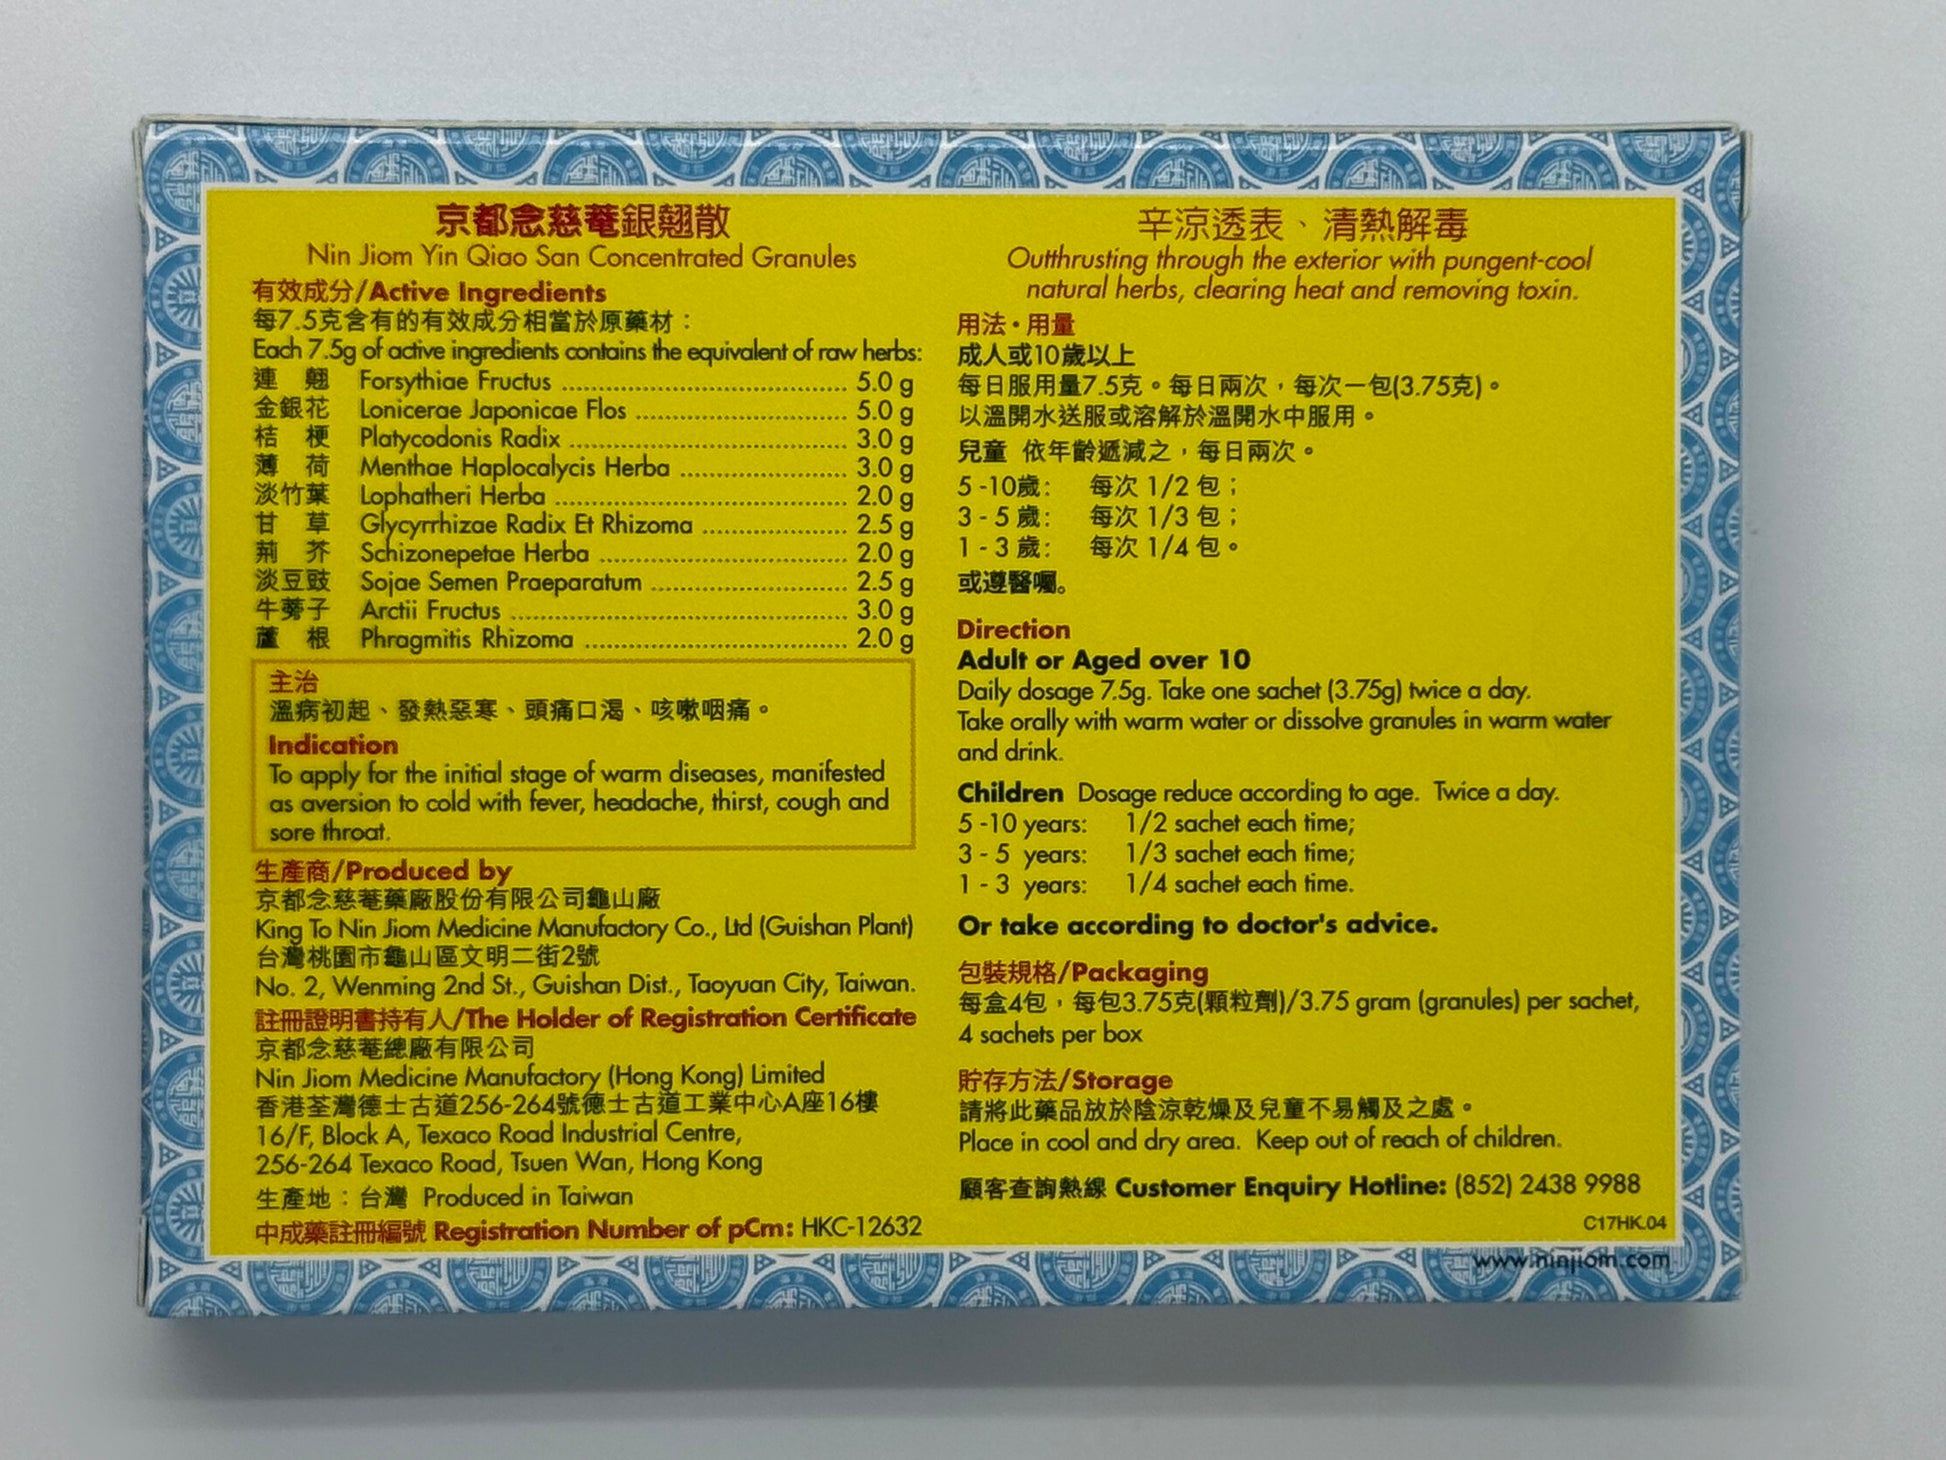 京都念慈菴銀翹散
Nin Jiom Yin Qiao San Concentrated Granules
有效成分/Active Ingredients
每7.5克含有的有效成分相當於原藥材：
Each 7.5g of active ingredients contains the equivalent of raw herbs:
連 翹 Forsythiae Fructus 5.0 g
金銀花 Lonicerae Japonicae Flos 5.0 g
桔 梗 Platycodonis Radix 3.0 g
薄 荷 Menthae Haplocalycis Herba 3.0 g
淡竹葉 Lophatheri Herba 2.0 g
甘 草 Glycyrrhizae Radix Et Rhizoma 2.5 g
荊 芥 Schizonepetae Herba 2.0 g
淡豆豉 Sojae Semen Praeparatum 2.5 g
牛蒡子 Arctii Fructus 3.0 g
蘆 根 Phragmitis Rhizoma 2.0 g
主治
溫病初起、發熱惡寒、頭痛口渴、咳嗽咽痛。
Indication
To apply for the initial stage of warm diseases, manifested
as aversion to cold with fever, headache, thirst, cough and
sore throat.
生產商/Produced by
京都念慈菴藥廠股份有限公司龜山廠
King To Nin Jiom Medicine Manufactory Co., Ltd (Guishan Plant)
台灣桃園市龜山區文明二街2號
No. 2, Wenming 2nd St., Guishan Dist., Taoyuan City, Taiwan.
註冊證明書持有人/The Holder of Registration Certificate
京都念慈菴總廠有限公司
Nin Jiom Medicine Manufactory (Hong Kong) Limited
香港荃灣德士古道256-264號德士古道工業中心A座16樓
16/F, Block A, Texaco Road Industrial Centre,
256-264 Texaco Road, Tsuen Wan, Hong Kong
生產地：台灣 Produced in Taiwan
中成藥註冊編號 Registration Number of pCm: HKC-12632
辛涼透表、清熱解毒
Outthrusting through the exterior with pungent-cool
natural herbs, clearing heat and removing toxin.
用法・用量
成人或10歲以上
每日服用量7.5克。每日兩次，每次一包(3.75克)。
以溫開水送服或溶解於溫開水中服用。
兒童 依年齡遞減之，每日兩次。
5 -10歲： 每次 1/2 包；
3 - 5 歲： 每次 1/3 包；
1 - 3 歲： 每次 1/4 包。
或遵醫囑。
Direction
Adult or Aged over 10
Daily dosage 7.5g. Take one sachet (3.75g) twice a day.
Take orally with warm water or dissolve granules in warm water
and drink.
Children Dosage reduce according to age. Twice a day.
5 -10 years: 1/2 sachet each time;
3 - 5 years: 1/3 sachet each time;
1 - 3 years: 1/4 sachet each time.
Or take according to doctor's advice.
包裝規格/Packaging
每盒4包，每包3.75克(顆粒劑)/3.75 gram (granules) per sachet,
4 sachets per box
貯存方法/Storage
請將此藥品放於陰涼乾燥及兒童不易觸及之處。
Place in cool and dry area. Keep out of reach of children.
顧客查詢熱線 Customer Enquiry Hotline: (852) 2438 9988
C17HK.04
www.ninjiom.com